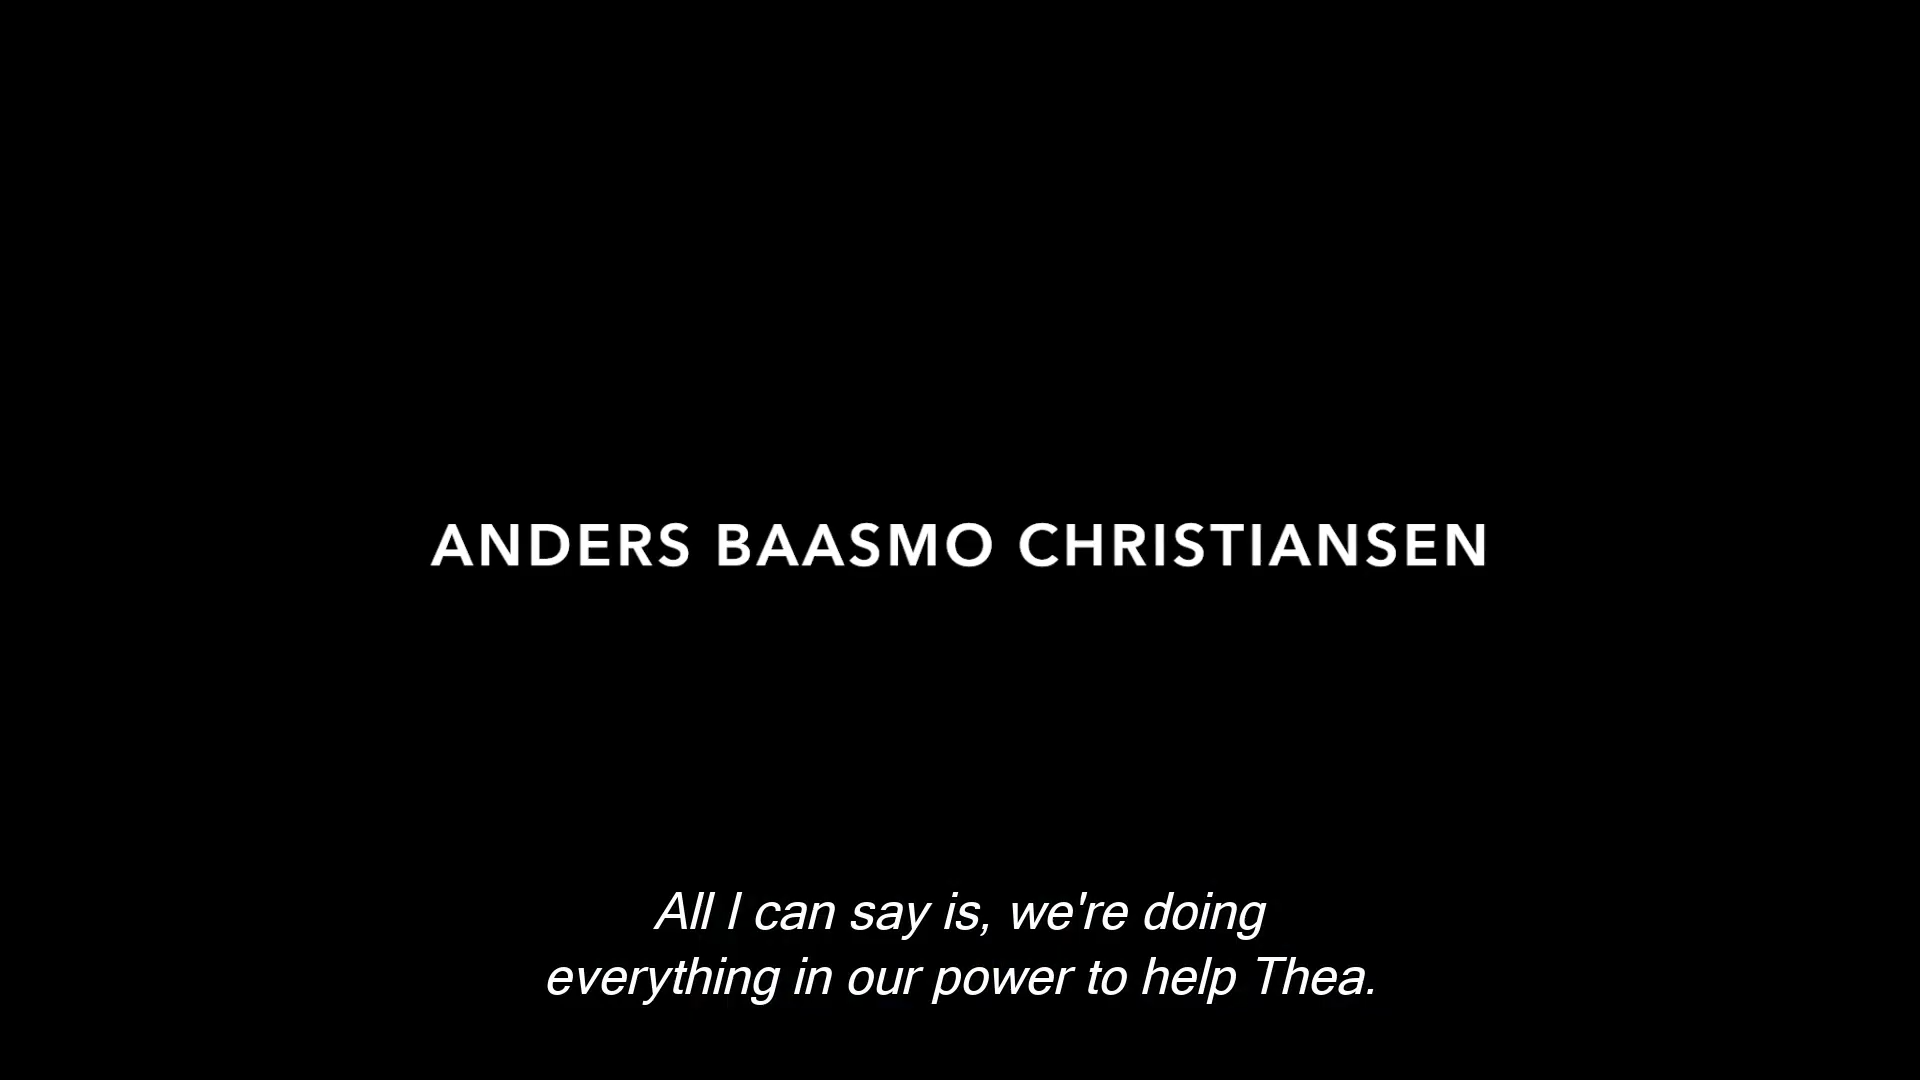 ANDERS BAASMO CHRISTIANSEN
All I can say is, we're doing
everything in our power to help Thea.